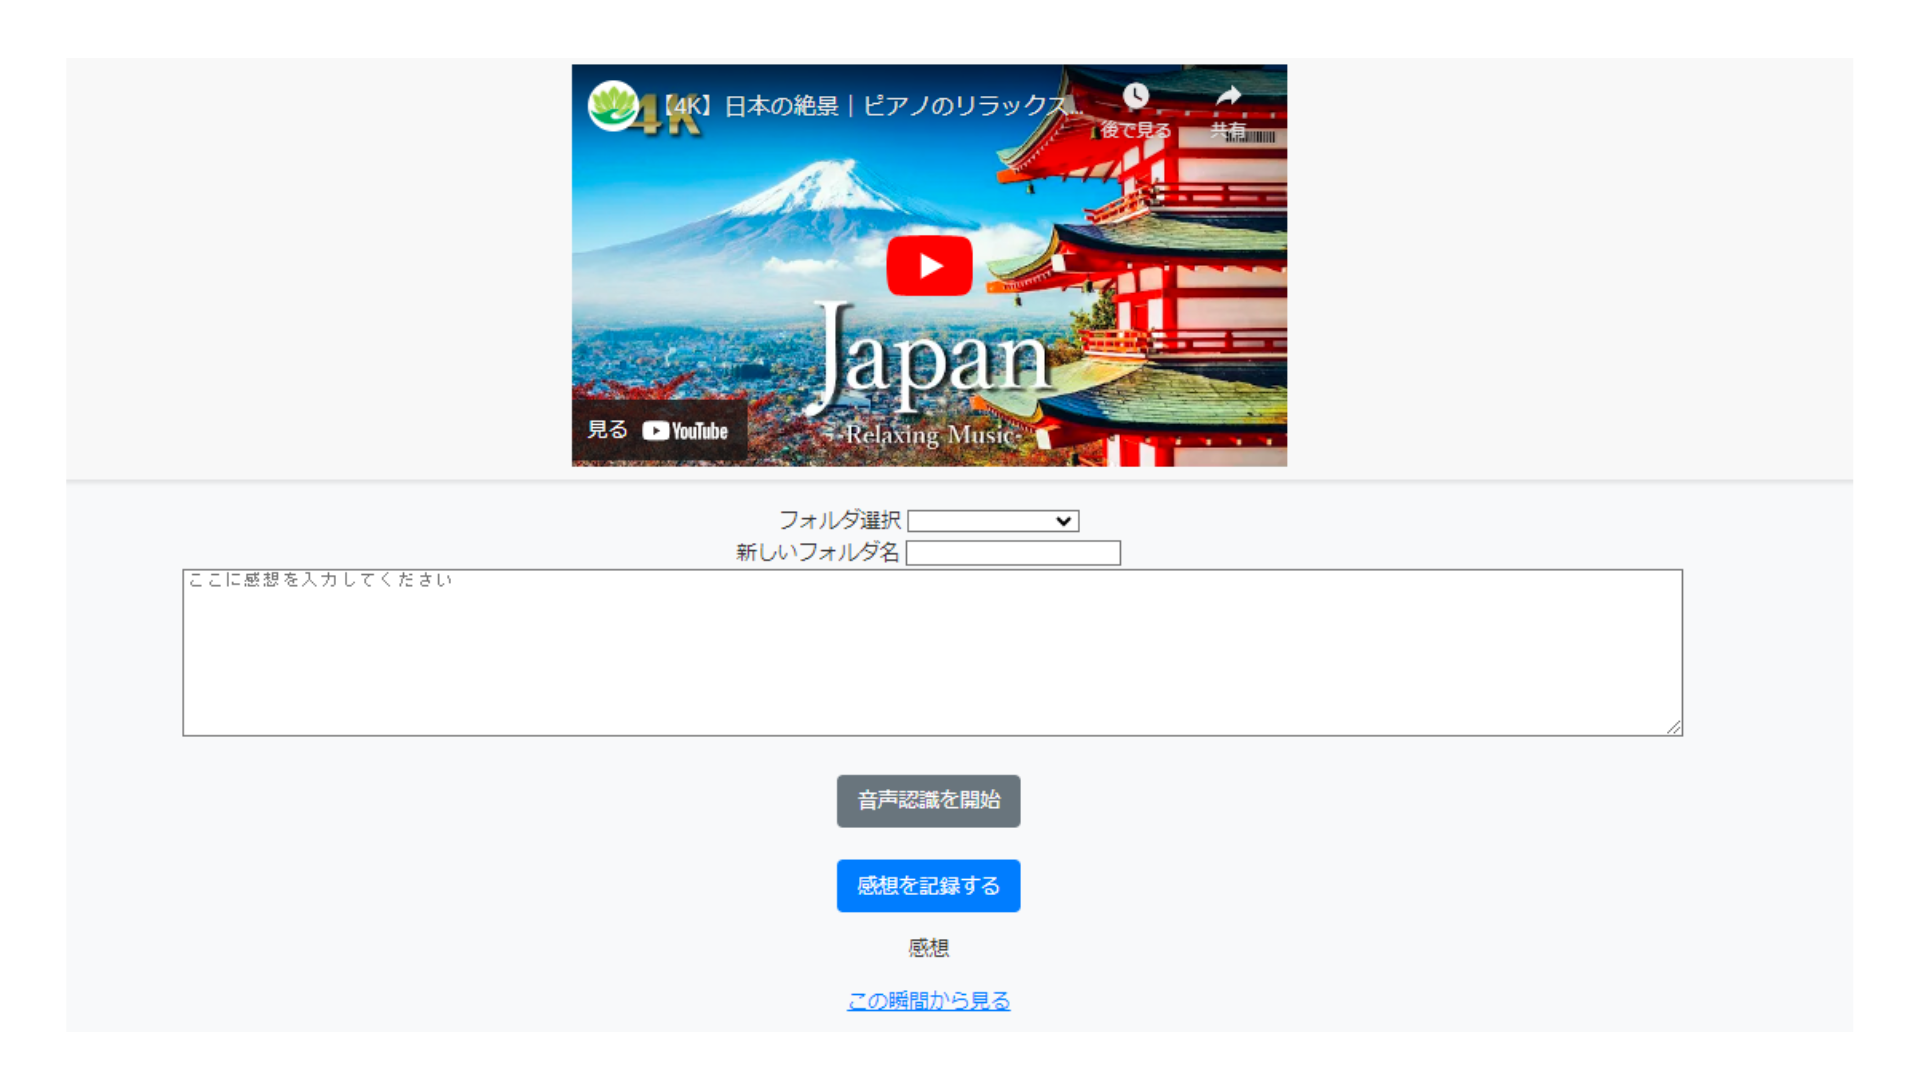 4K
【4K】日本の絶景｜ピアノのリラックス...
後で見る
共有
Japan
-Relaxing Music-
見る YouTube
フォルダ選択
新しいフォルダ名
ここに感想を入力してください
音声認識を開始
感想を記録する
感想
この瞬間から見る